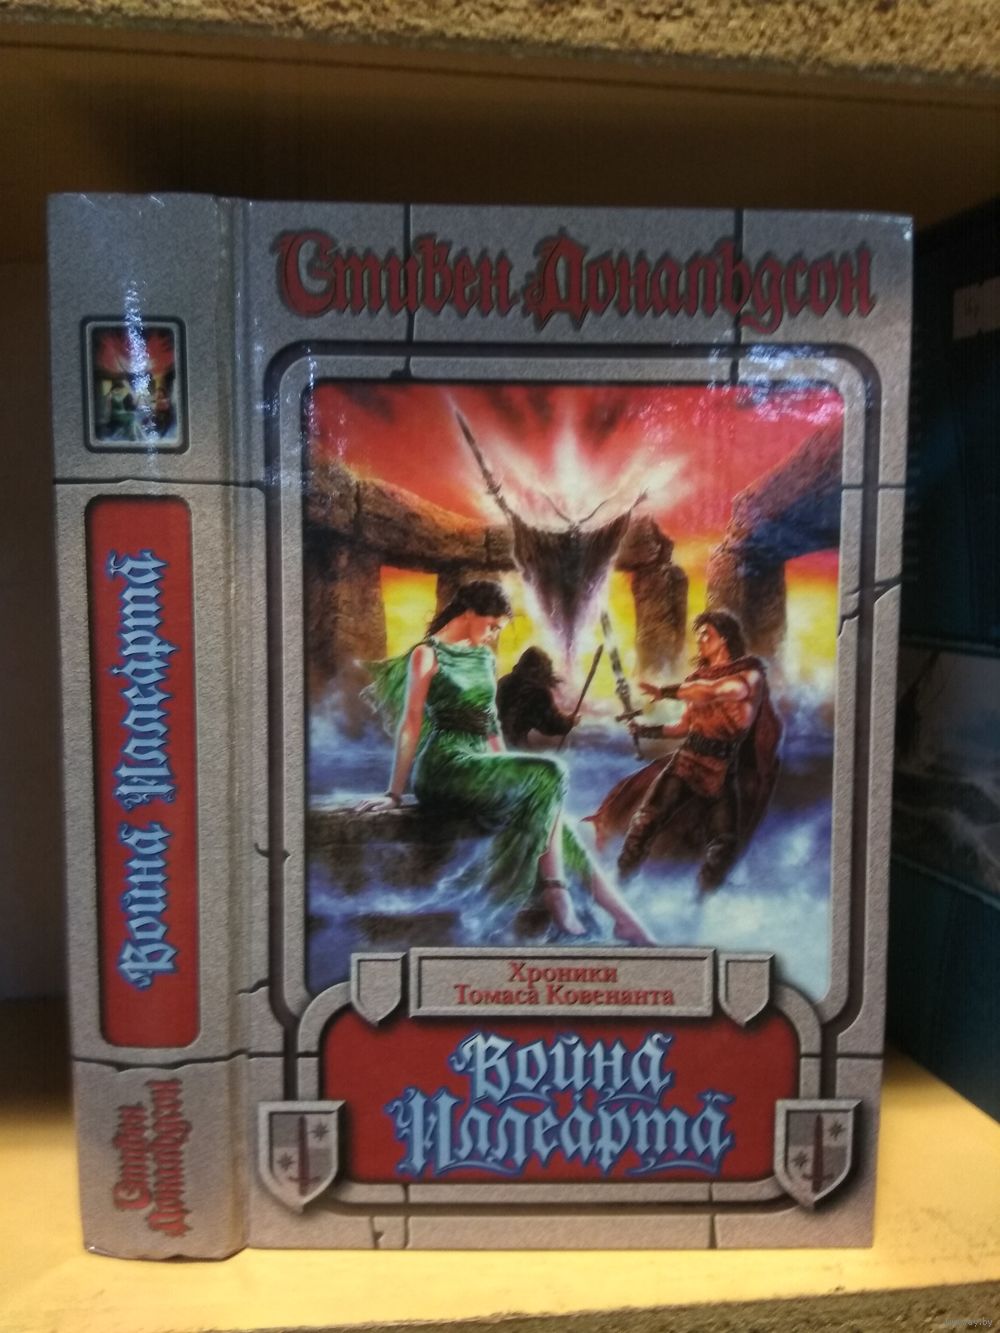 Стивен Дональдсон
Хроники
Томаса Ковенанта
Война
Иллеарта
Война Иллеарта
Стивен
Дональдсон